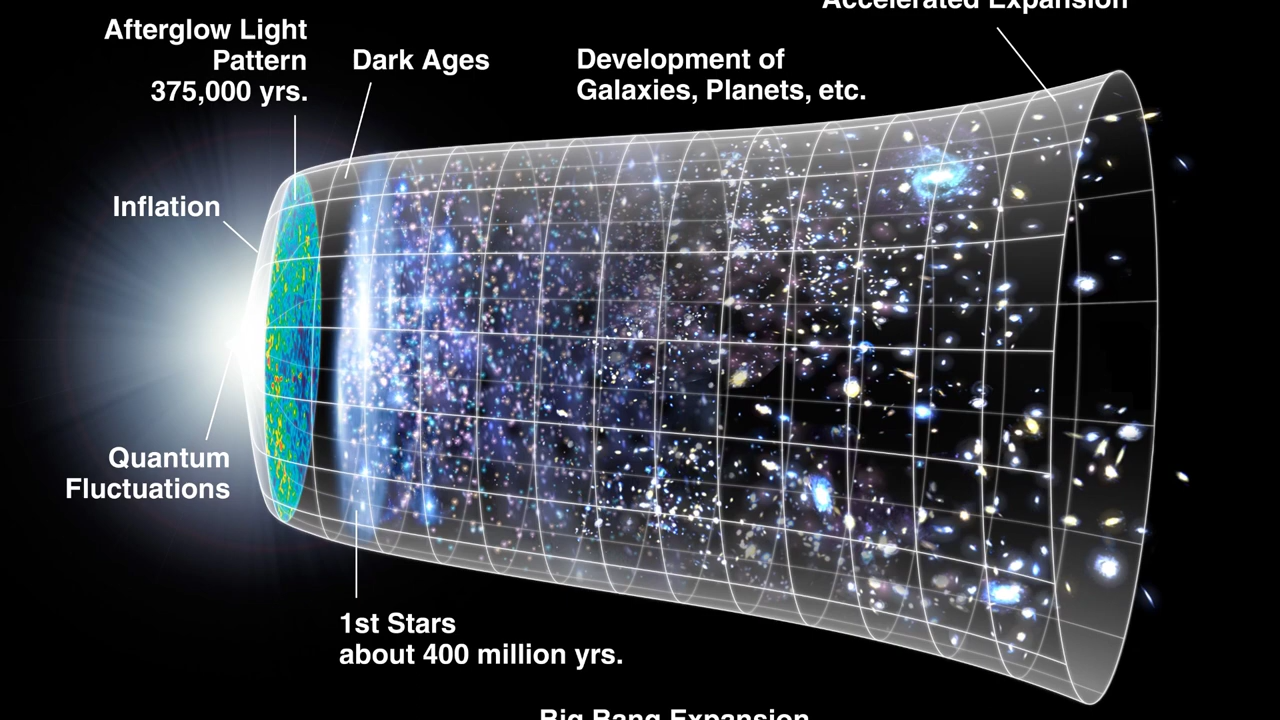 Accelerated Expansion
Afterglow Light
Pattern
375,000 yrs.
Dark Ages
Development of
Galaxies, Planets, etc.
Inflation
Quantum
Fluctuations
1st Stars
about 400 million yrs.
Big Bang Expansion